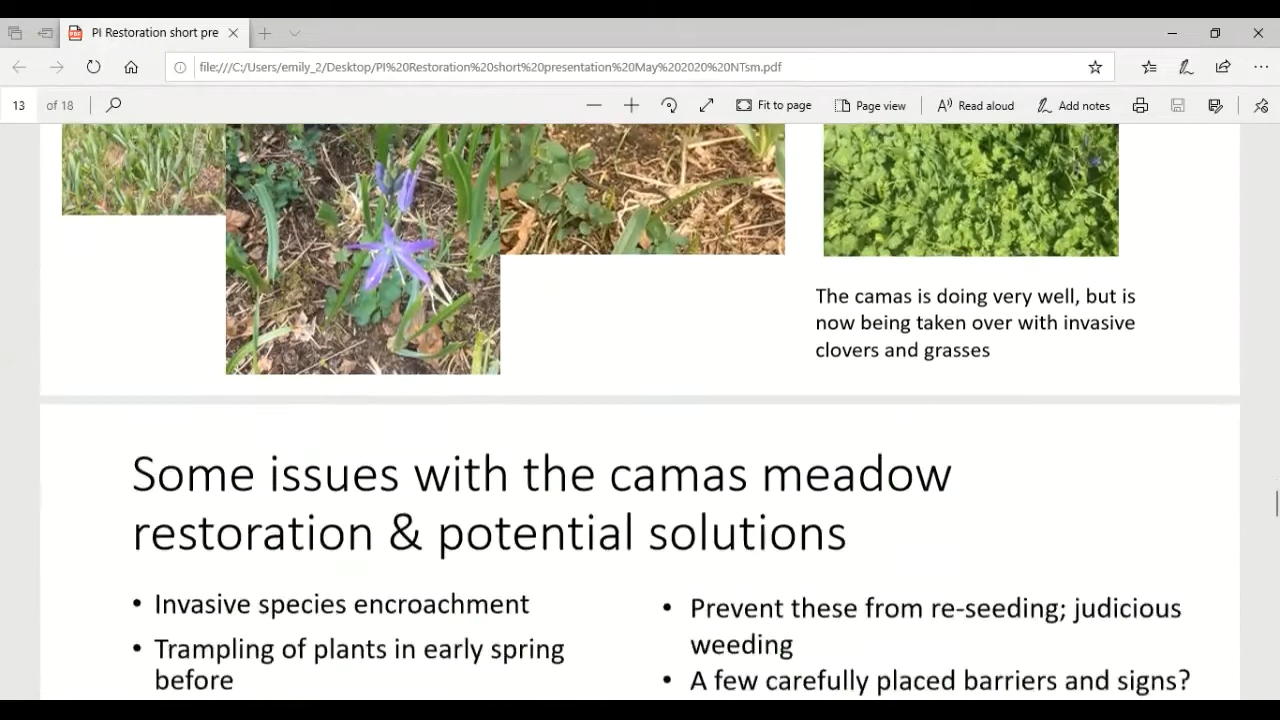 PI Restoration short pre
file:///C:/Users/emily_2/Desktop/PI%20Restoration%20short%20presentation%20May%202020%20NTsm.pdf
13 of 18 Fit to page Page view Read aloud Add notes
The camas is doing very well, but is
now being taken over with invasive
clovers and grasses
Some issues with the camas meadow
restoration & potential solutions
• Invasive species encroachment
• Trampling of plants in early spring
before
• Prevent these from re-seeding; judicious
weeding
• A few carefully placed barriers and signs?